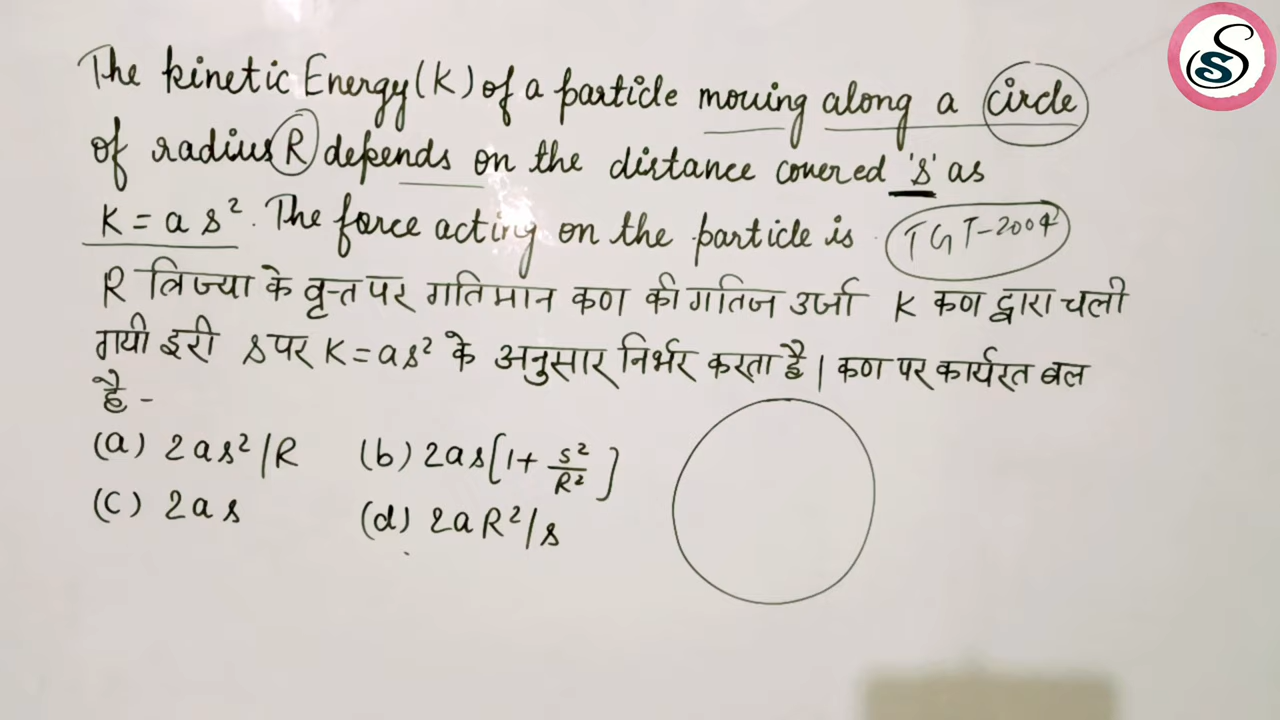 The kinetic Energy(K) of a particle moving along a circle
of radius R depends on the distance covered 's' as
K = as². The force acting on the particle is TGT-2004
R त्रिज्या के वृत्त पर गतिमान कण की गतिज उर्जा K कण द्वारा चली
गयी दूरी s पर K = as² के अनुसार निर्भर करता है। कण पर कार्यरत बल
है -
(a) 2as²/R (b) 2as[1+ s²/R²]
(c) 2as (d) 2aR²/s